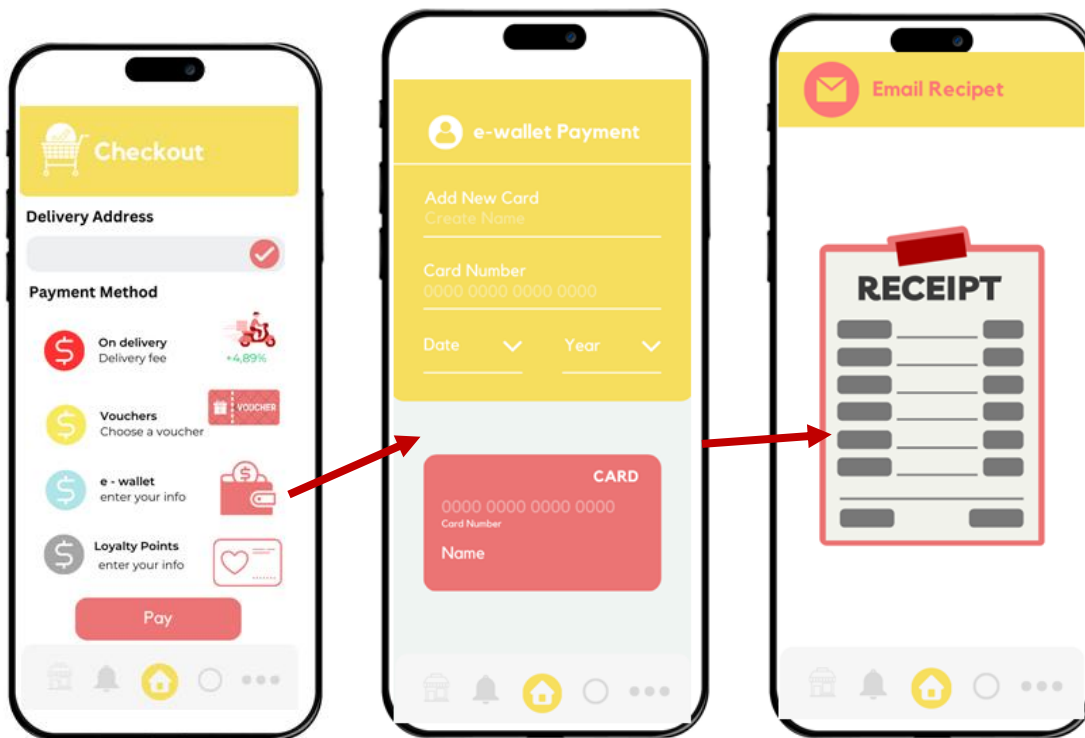 Checkout
Delivery Address
Payment Method
On delivery
Delivery fee
+4,89%
Vouchers
Choose a voucher
VOUCHER
e - wallet
enter your info
Loyalty Points
enter your info
Pay
e-wallet Payment
Add New Card
Create Name
Card Number
0000 0000 0000 0000
Date Year
CARD
0000 0000 0000 0000
Card Number
Name
Email Recipet
RECEIPT